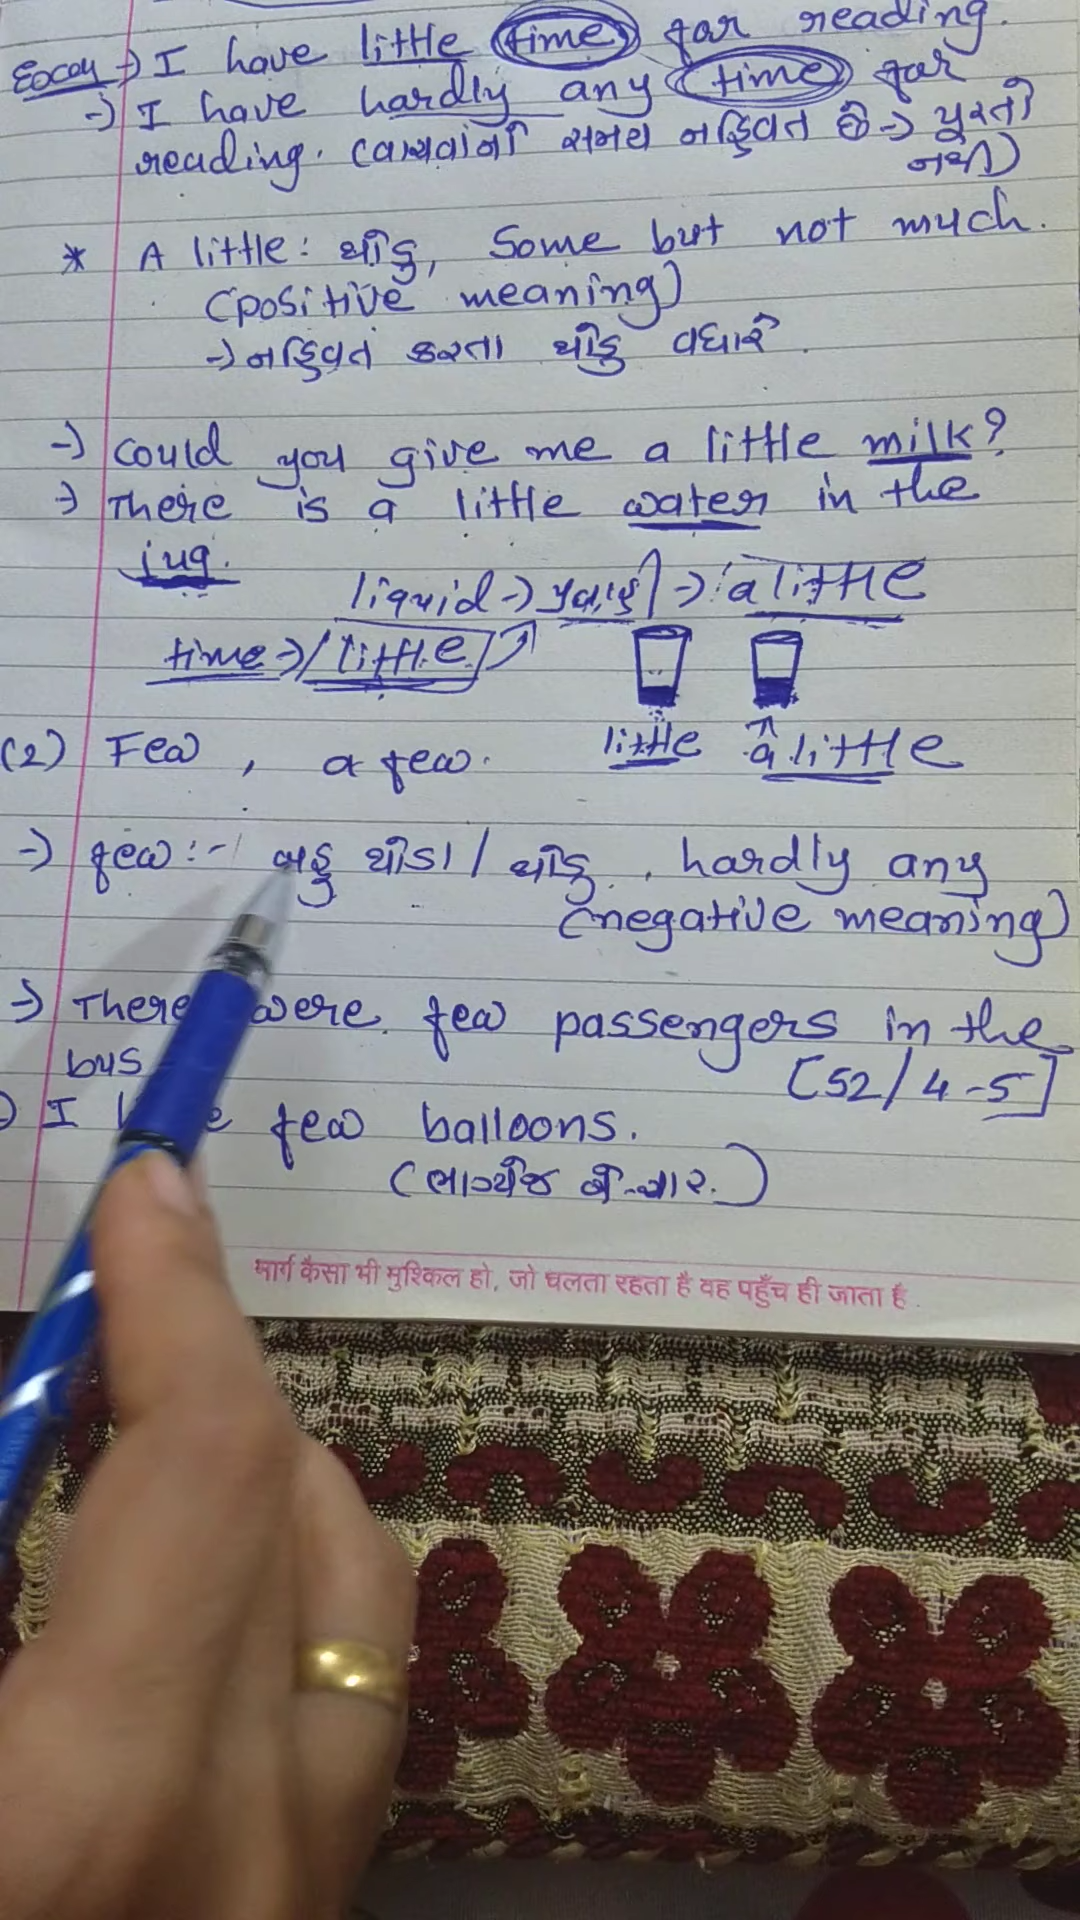 Exam → I have little time for reading.
→ I have hardly any time for
reading. (વાંચવાનો સમય નહિવત છે → પૂરતો
નથી)
* A little: થોડુ, Some but not much.
(positive meaning)
→ નહિવત કરતા થોડુ વધારે.
→ Could you give me a little milk?
→ There is a little water in the
jug.
liquid → પ્રવાહી → a little
time → little
little a little
(2) Few, a few.
→ few :- બહુ થોડા / થોડુ, hardly any
(negative meaning)
→ There were few passengers in the
bus [52/4-5]
→ I few balloons.
(ભાગ્યેજ બે-ચાર.)
मार्ग कैसा भी मुश्किल हो, जो चलता रहता है वह पहुँच ही जाता है.